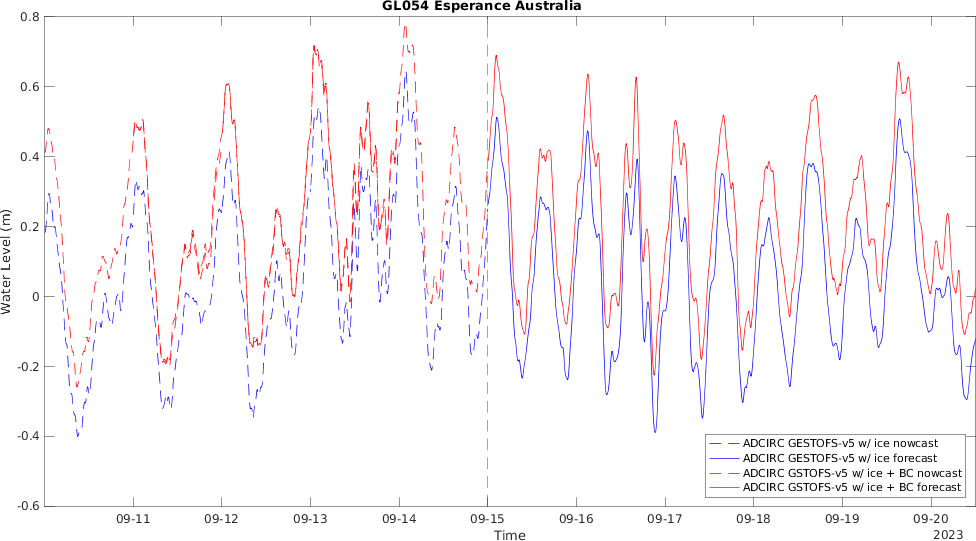 GL054 Esperance Australia
0.8
0.6
0.4
0.2
0
-0.2
-0.4
-0.6
Water Level (m)
09-11 09-12 09-13 09-14 09-15 09-16 09-17 09-18 09-19 09-20
Time
2023
ADCIRC GESTOFS-v5 w/ ice nowcast
ADCIRC GESTOFS-v5 w/ ice forecast
ADCIRC GSTOFS-v5 w/ ice + BC nowcast
ADCIRC GSTOFS-v5 w/ ice + BC forecast